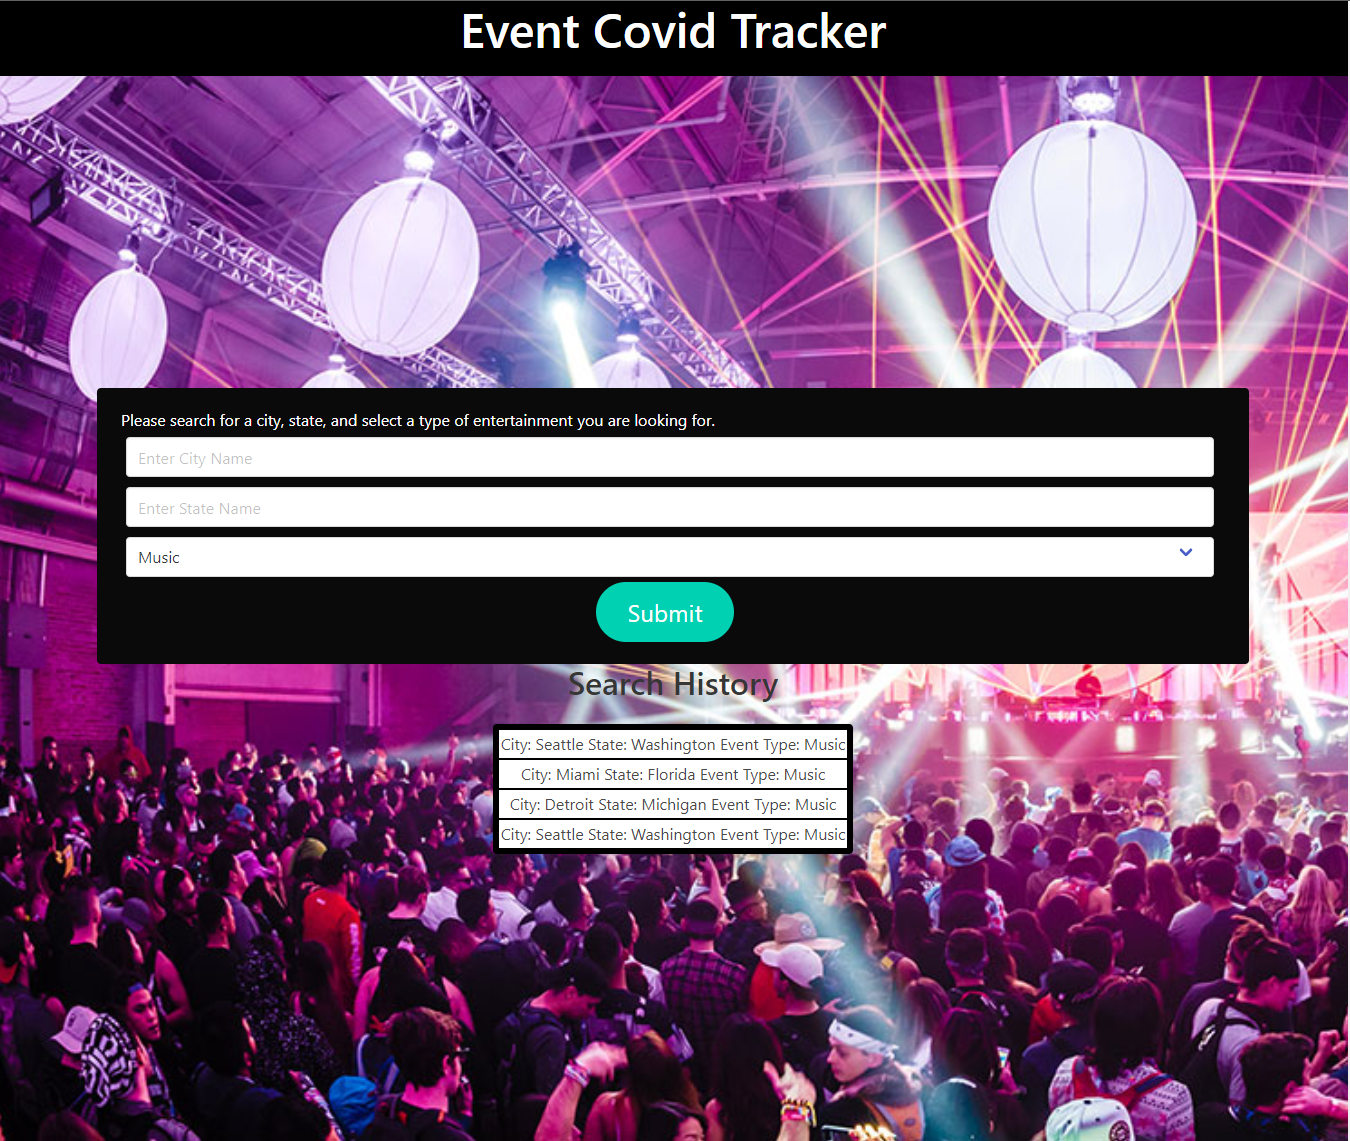 Event Covid Tracker
Please search for a city, state, and select a type of entertainment you are looking for.
Enter City Name
Enter State Name
Music
Submit
Search History
City: Seattle State: Washington Event Type: Music
City: Miami State: Florida Event Type: Music
City: Detroit State: Michigan Event Type: Music
City: Seattle State: Washington Event Type: Music